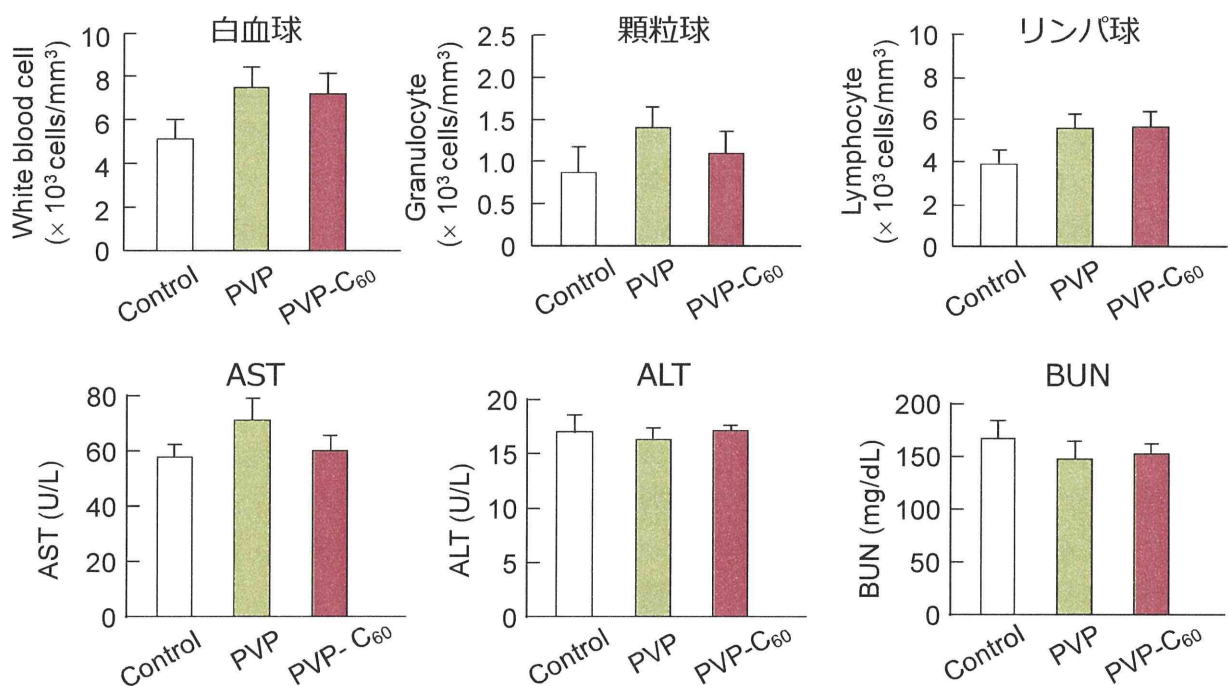 白血球
White blood cell
(× 10³ cells/mm³)
10
8
6
4
2
0
Control
PVP
PVP-C₆₀
顆粒球
Granulocyte
(× 10³ cells/mm³)
2.5
2.0
1.5
1.0
0.5
0
Control
PVP
PVP-C₆₀
リンパ球
Lymphocyte
(× 10³ cells/mm³)
10
8
6
4
2
0
Control
PVP
PVP-C₆₀
AST
AST (U/L)
80
60
40
20
0
Control
PVP
PVP- C₆₀
ALT
ALT (U/L)
20
15
10
5
0
Control
PVP
PVP-C₆₀
BUN
BUN (mg/dL)
200
150
100
50
0
Control
PVP
PVP-C₆₀